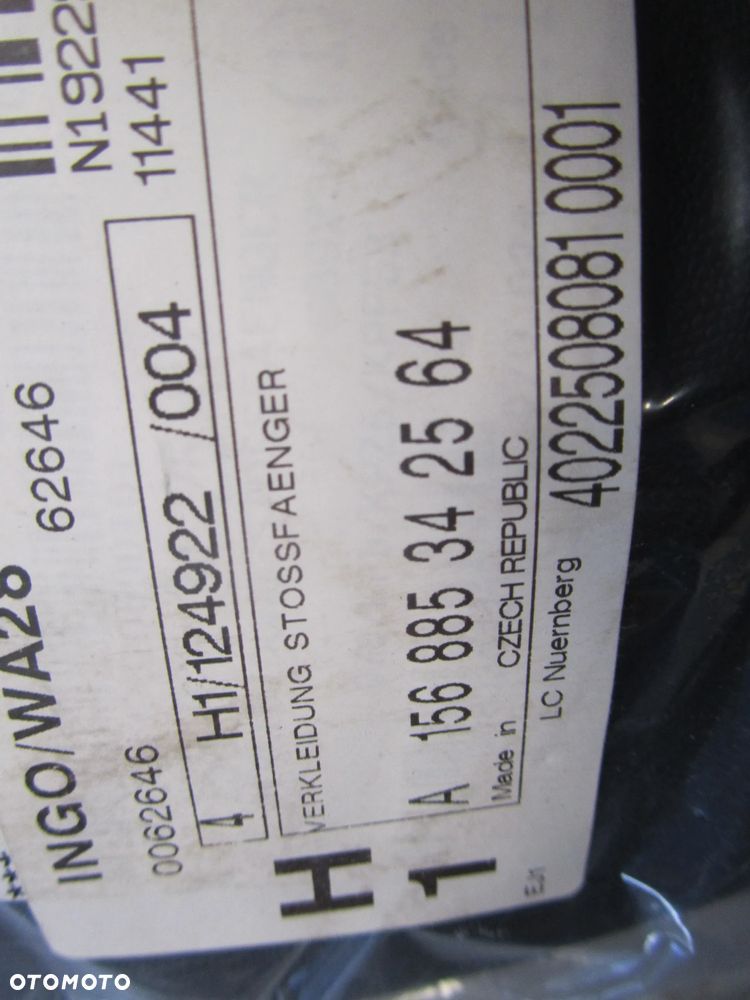 INGO/WA28 62646
0062646
N1922
11441
4 H1/124922 /004
VERKLEIDUNG STOSSFAENGER
H
A 156 885 34 25 64
1
Made in CZECH REPUBLIC
LC Nuernberg 4022508081 0001
EJ1
OTOMOTO